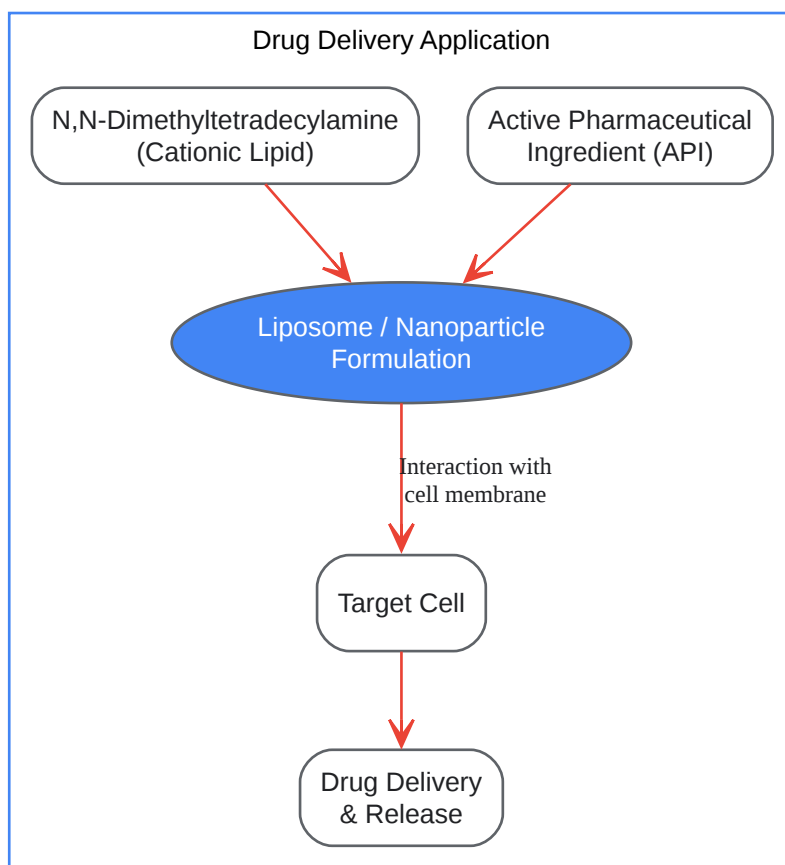 Drug Delivery Application
N,N-Dimethyltetradecylamine
(Cationic Lipid)
Active Pharmaceutical
Ingredient (API)
Liposome / Nanoparticle
Formulation
Interaction with
cell membrane
Target Cell
Drug Delivery
& Release